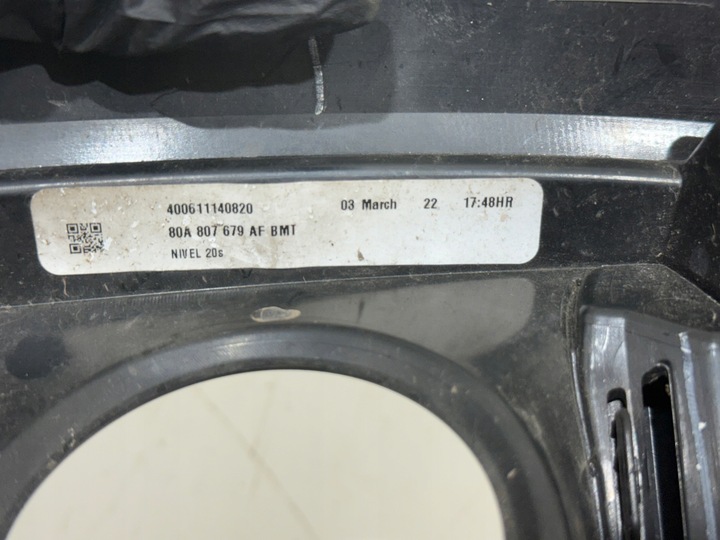 400611140820 03 March 22 17:48HR
80A 807 679 AF BMT
NIVEL 20s